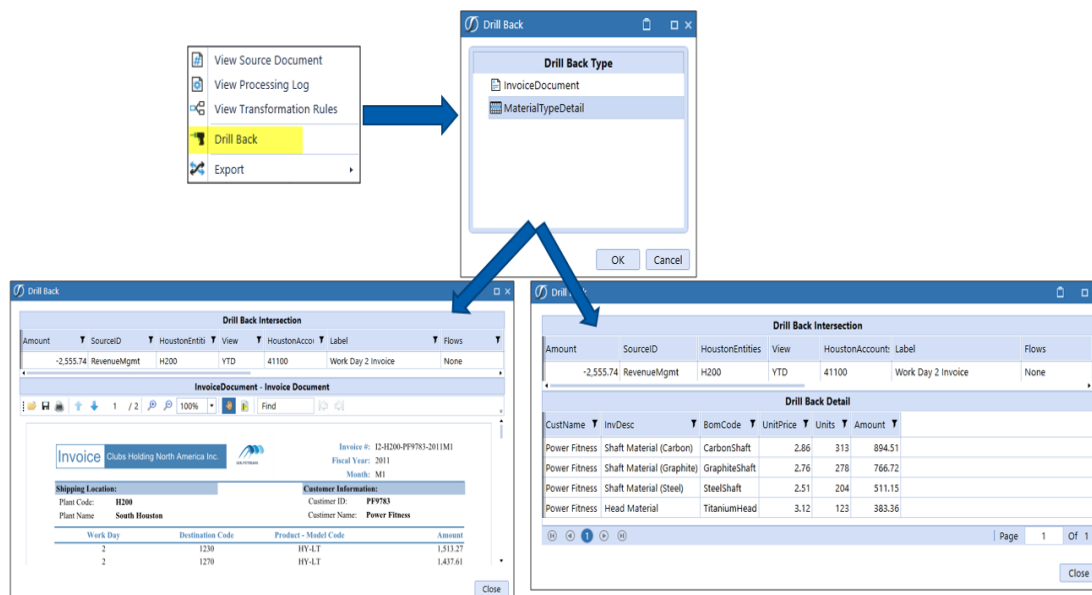 View Source Document
View Processing Log
View Transformation Rules
Drill Back
Export
Drill Back
Drill Back Type
InvoiceDocument
MaterialTypeDetail
OK Cancel
Drill Back
Drill Back Intersection
Amount SourceID HoustonEntiti View HoustonAccou Label Flows
-2,555.74 RevenueMgmt H200 YTD 41100 Work Day 2 Invoice None
InvoiceDocument - Invoice Document
1 / 2 100% Find
Invoice Clubs Holding North America Inc.
Invoice #: I2-H200-PF9783-2011M1
Fiscal Year: 2011
Month: M1
Shipping Location: Customer Information:
Plant Code: H200 Custimer ID: PF9783
Plant Name South Houston Custimer Name: Power Fitness
Work Day Destination Code Product - Model Code Amount
2 1230 HY-LT 1,513.27
2 1270 HY-LT 1,437.61
Close
Drill
Drill Back Intersection
Amount SourceID HoustonEntities View HoustonAccount: Label Flows
-2,555.74 RevenueMgmt H200 YTD 41100 Work Day 2 Invoice None
Drill Back Detail
CustName InvDesc BomCode UnitPrice Units Amount
Power Fitness Shaft Material (Carbon) CarbonShaft 2.86 313 894.51
Power Fitness Shaft Material (Graphite) GraphiteShaft 2.76 278 766.72
Power Fitness Shaft Material (Steel) SteelShaft 2.51 204 511.15
Power Fitness Head Material TitaniumHead 3.12 123 383.36
1 Page 1 Of 1
Close